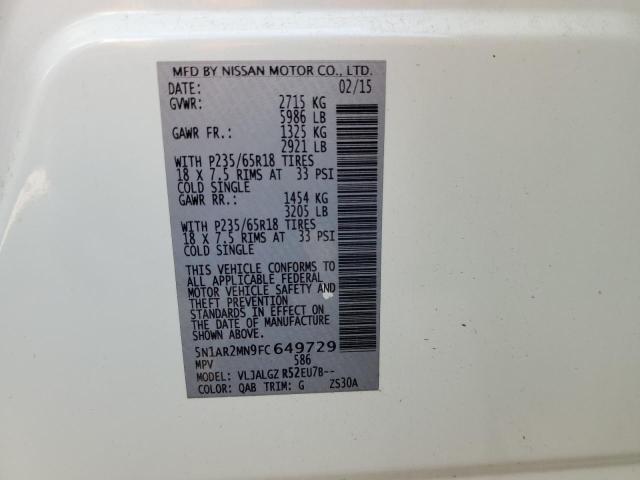 MFD BY NISSAN MOTOR CO., LTD.
DATE: 02/15
GVWR: 2715 KG
5986 LB
GAWR FR.: 1325 KG
2921 LB
WITH P235/65R18 TIRES
18 X 7.5 RIMS AT 33 PSI
COLD SINGLE
GAWR RR.: 1454 KG
3205 LB
WITH P235/65R18 TIRES
18 X 7.5 RIMS AT 33 PSI
COLD SINGLE
THIS VEHICLE CONFORMS TO
ALL APPLICABLE FEDERAL
MOTOR VEHICLE SAFETY AND
THEFT PREVENTION
STANDARDS IN EFFECT ON
THE DATE OF MANUFACTURE
SHOWN ABOVE.
5N1AR2MN9FC649729
MPV 586
MODEL: VLJALGZ R52EU7B--
COLOR: QAB TRIM: G ZS30A